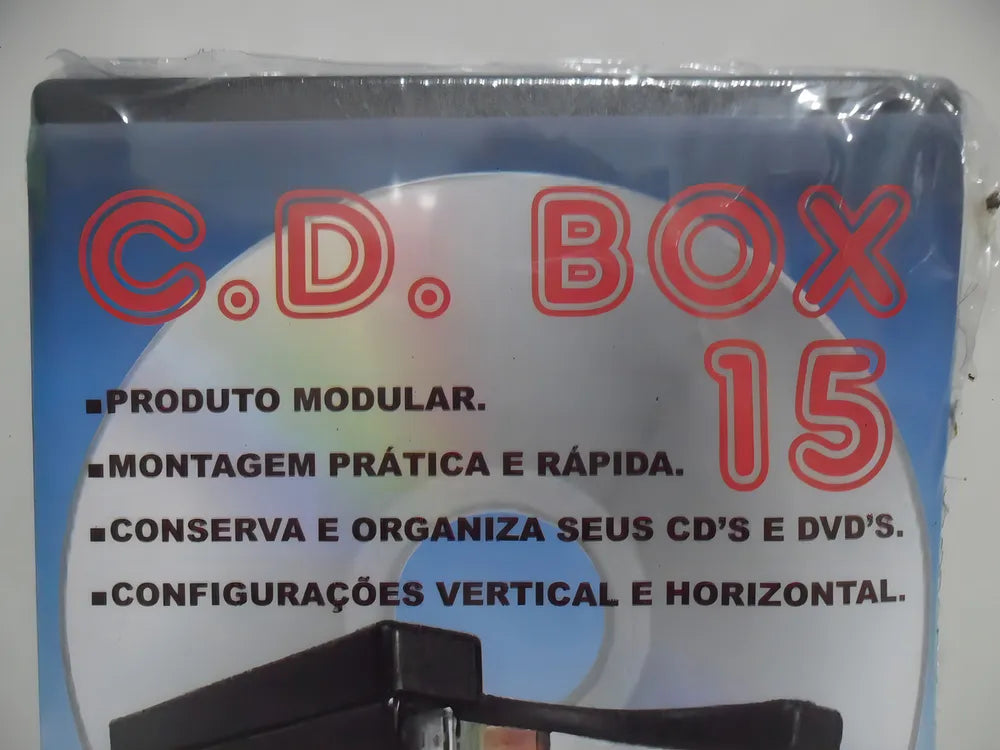 C.D. BOX
15
▪PRODUTO MODULAR.
▪MONTAGEM PRÁTICA E RÁPIDA.
▪CONSERVA E ORGANIZA SEUS CD'S E DVD'S.
▪CONFIGURAÇÕES VERTICAL E HORIZONTAL.